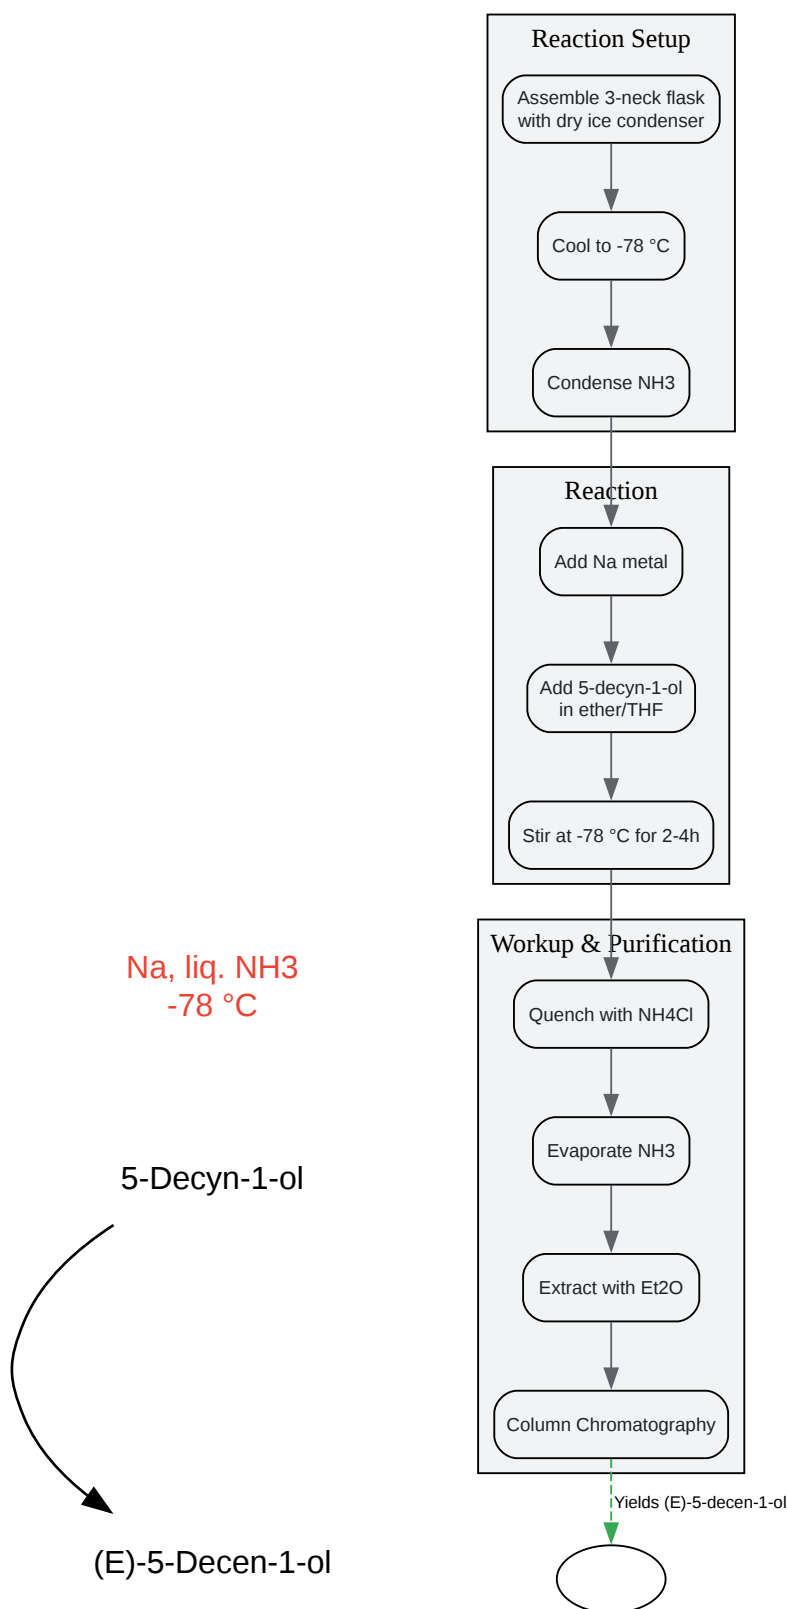 Reaction Setup
Assemble 3-neck flask
with dry ice condenser
Cool to -78 °C
Condense NH3
Reaction
Add Na metal
Add 5-decyn-1-ol
in ether/THF
Stir at -78 °C for 2-4h
Workup & Purification
Quench with NH4Cl
Evaporate NH3
Extract with Et2O
Column Chromatography
Yields (E)-5-decen-1-ol
Na, liq. NH3
-78 °C
5-Decyn-1-ol
(E)-5-Decen-1-ol